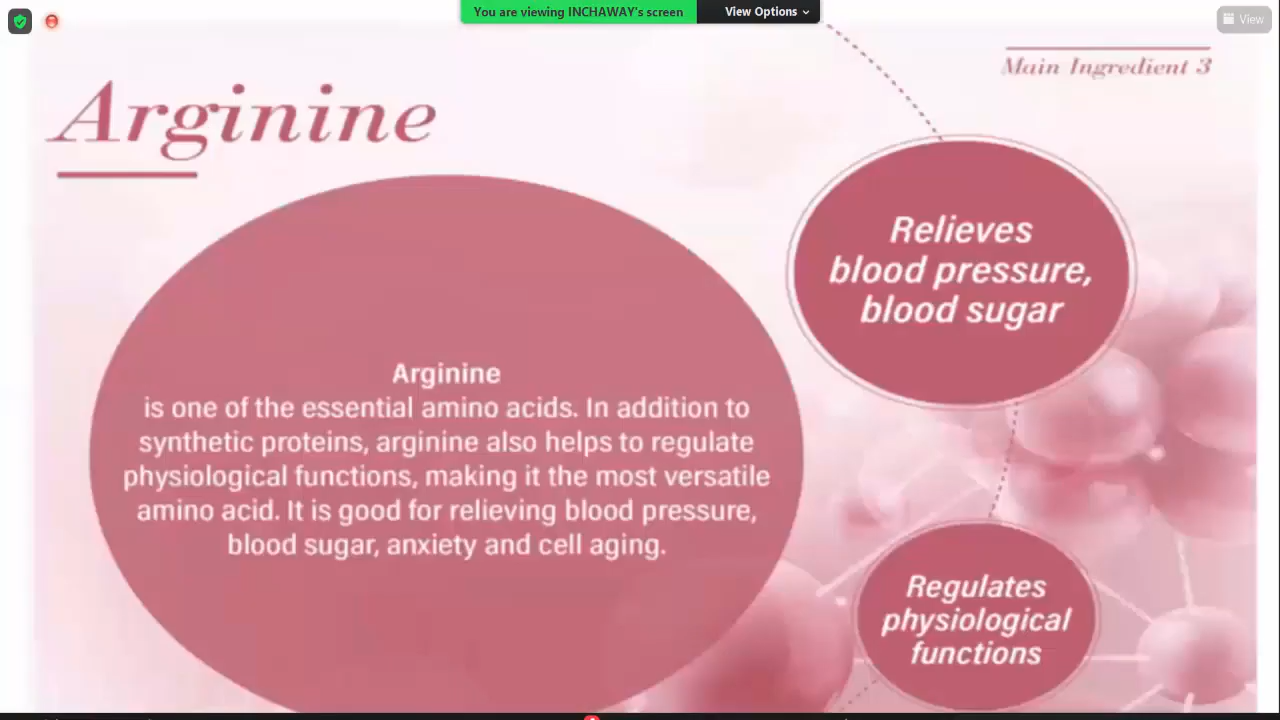 You are viewing INCHAWAY's screen
View Options
View
Main Ingredient 3
Arginine
Relieves
blood pressure,
blood sugar
Arginine
is one of the essential amino acids. In addition to
synthetic proteins, arginine also helps to regulate
physiological functions, making it the most versatile
amino acid. It is good for relieving blood pressure,
blood sugar, anxiety and cell aging.
Regulates
physiological
functions